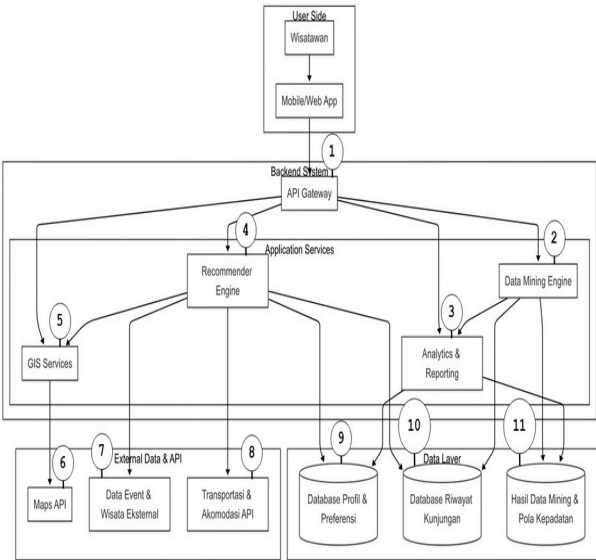 User Side
Wisatawan
Mobile/Web App
1
Backend System
API Gateway
4
2
Application Services
Recommender
Engine
Data Mining Engine
5
3
GIS Services
Analytics &
Reporting
6
7
External Data & API
8
9
10
11
Data Layer
Maps API
Data Event &
Wisata Eksternal
Transportasi &
Akomodasi API
Database Profil &
Preferensi
Database Riwayat
Kunjungan
Hasil Data Mining &
Pola Kepadatan